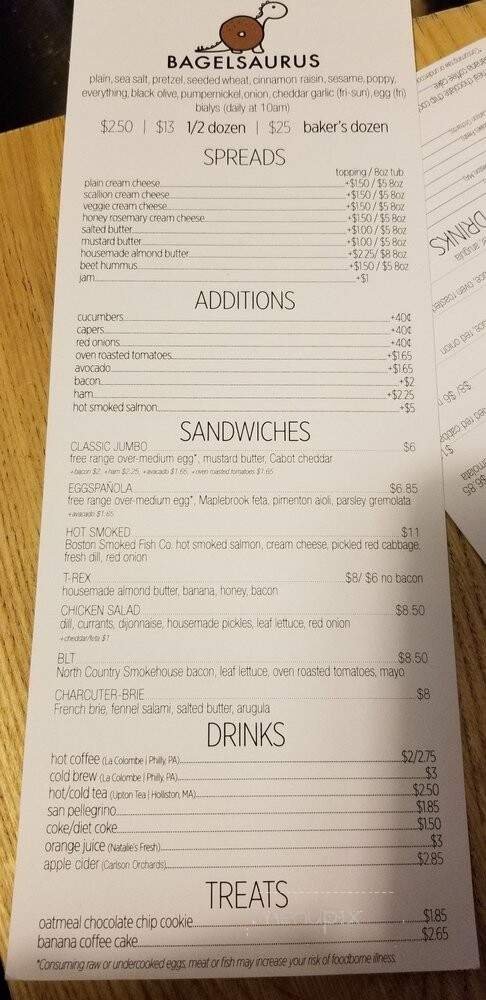 BAGELSAURUS
plain, sea salt, pretzel, seeded wheat, cinnamon raisin, sesame, poppy,
everything, black olive, pumpernickel, onion, cheddar garlic (fri-sun), egg (fri)
bialys (daily at 10am)
$2.50 | $13 1/2 dozen | $25 baker's dozen
SPREADS
topping / 8oz tub
plain cream cheese +$1.50 / $5 8oz
scallion cream cheese +$1.50 / $5 8oz
veggie cream cheese +$1.50 / $5 8oz
honey rosemary cream cheese +$1.50 / $5 8oz
salted butter +$1.00 / $5 8oz
mustard butter +$1.00 / $5 8oz
housemade almond butter +$2.25/ $8 8oz
beet hummus +$1.50 / $5 8oz
jam +$1
ADDITIONS
cucumbers +40¢
capers +40¢
red onions +40¢
oven roasted tomatoes +$1.65
avocado +$1.65
bacon +$2
ham +$2.25
hot smoked salmon +$5
SANDWICHES
CLASSIC JUMBO $6
free range over-medium egg*, mustard butter, Cabot cheddar
+bacon $2, +ham $2.25, +avacado $1.65, +oven roasted tomatoes $1.65
EGGSPAÑOLA $6.85
free range over-medium egg*, Maplebrook feta, pimenton aioli, parsley gremolata
+avacado $1.65
HOT SMOKED $11
Boston Smoked Fish Co. hot smoked salmon, cream cheese, pickled red cabbage,
fresh dill, red onion
T-REX $8/ $6 no bacon
housemade almond butter, banana, honey, bacon
CHICKEN SALAD $8.50
dill, currants, dijonnaise, housemade pickles, leaf lettuce, red onion
+cheddar/feta $1
BLT $8.50
North Country Smokehouse bacon, leaf lettuce, oven roasted tomatoes, mayo
CHARCUTER-BRIE $8
French brie, fennel salami, salted butter, arugula
DRINKS
hot coffee (La Colombe | Philly, PA) $2/2.75
cold brew (La Colombe | Philly, PA) $3
hot/cold tea (Upton Tea | Holliston, MA) $2.50
san pellegrino $1.85
coke/diet coke $1.50
orange juice (Natalie's Fresh) $3
apple cider (Carlson Orchards) $2.85
TREATS
oatmeal chocolate chip cookie $1.85
banana coffee cake $2.65
*Consuming raw or undercooked eggs, meat or fish may increase your risk of foodborne illness.
DRINKS